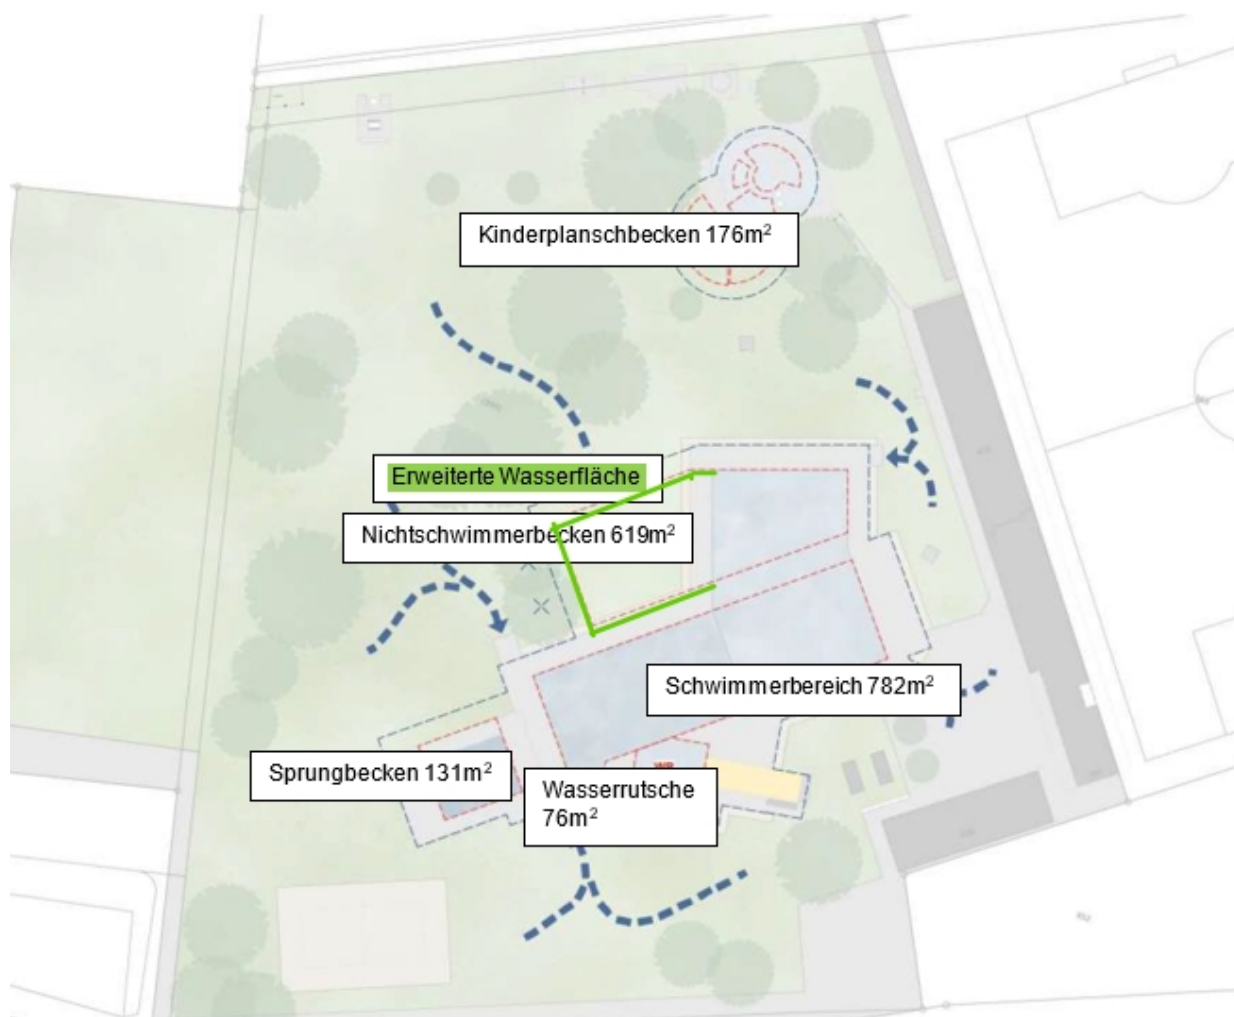 Kinderplanschbecken 176m²
Erweiterte Wasserfläche
Nichtschwimmerbecken 619m²
Schwimmerbereich 782m²
Sprungbecken 131m²
Wasserrutsche
76m²